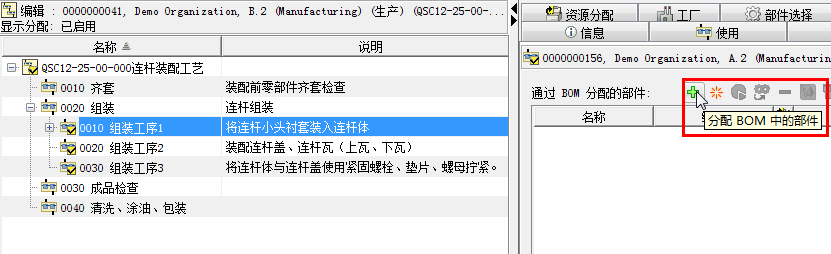 编辑 : 0000000041, Demo Organization, B.2 (Manufacturing) (生产) (QSC12-25-00-...
显示分配: 已启用
名称 说明
QSC12-25-00-000连杆装配工艺
0010 齐套 装配前零部件齐套检查
0020 组装 连杆组装
0010 组装工序1 将连杆小头衬套装入连杆体
0020 组装工序2 装配连杆盖、连杆瓦（上瓦、下瓦）
0030 组装工序3 将连杆体与连杆盖使用紧固螺栓、垫片、螺母拧紧。
0030 成品检查
0040 清洗、涂油、包装
资源分配 工厂 部件选择
信息 使用
0000000156, Demo Organization, A.2 (Manufacturin
通过 BOM 分配的部件:
名称
分配 BOM 中的部件